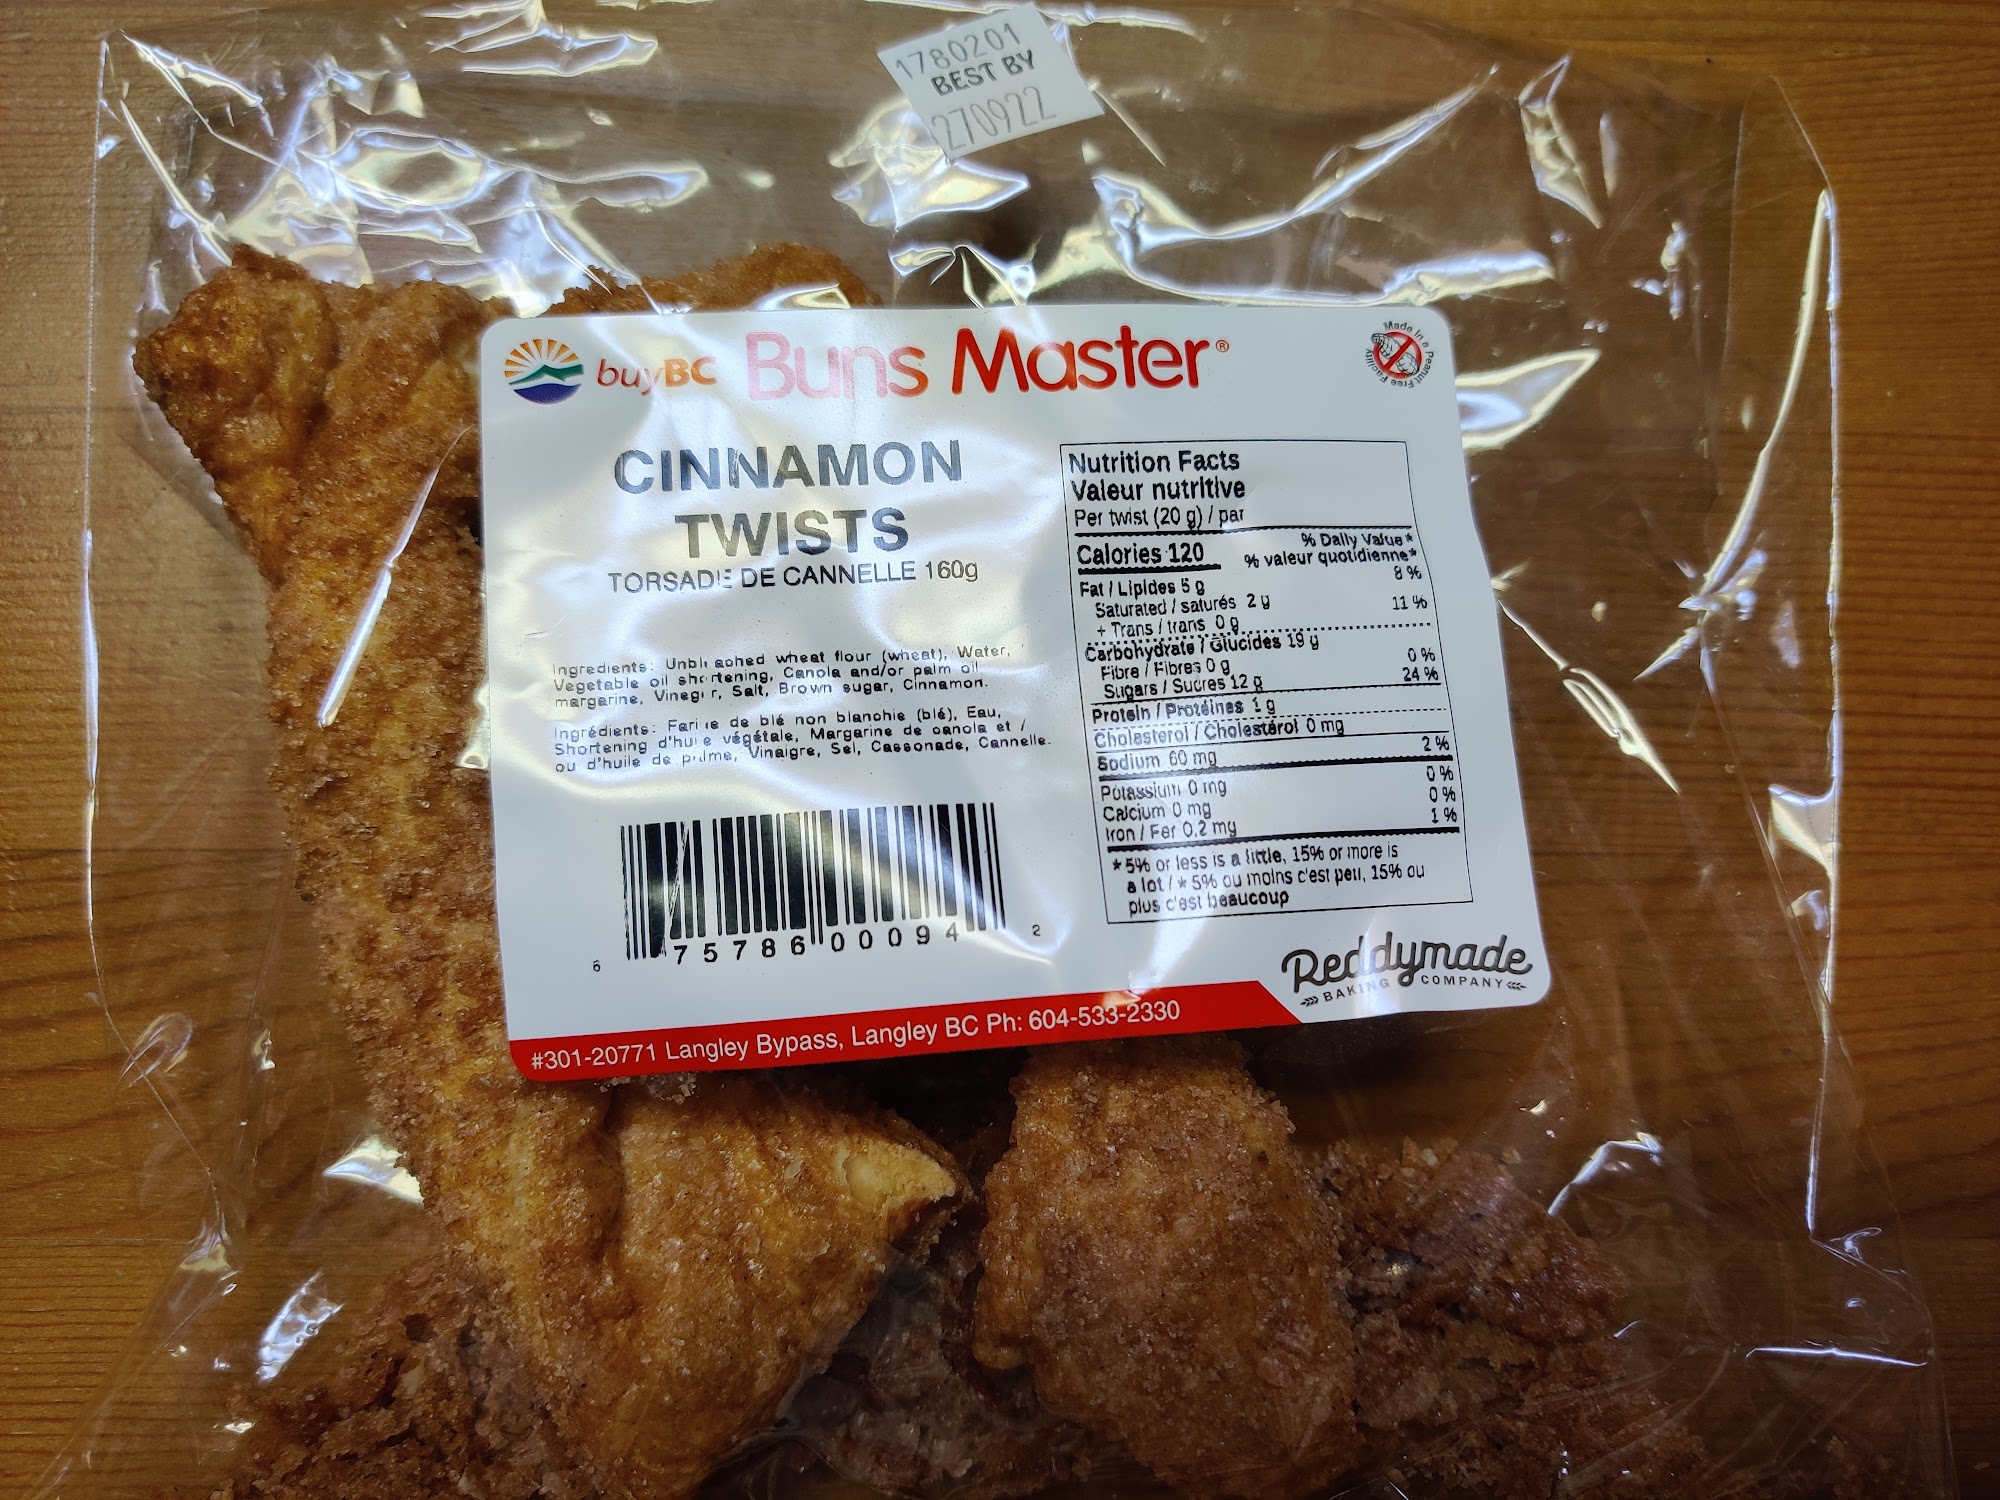 1780201
BEST BY
270922
buyBC Buns Master®
Made In a Peanut Free Facility
CINNAMON
TWISTS
TORSADE DE CANNELLE 160g
Ingredients: Unbleached wheat flour (wheat), Water,
Vegetable oil shortening, Canola and/or palm oil
margarine, Vinegar, Salt, Brown sugar, Cinnamon.
Ingrédients: Farine de blé non blanchie (blé), Eau,
Shortening d'huile végétale, Margarine de canola et /
ou d'huile de palme, Vinaigre, Sel, Cassonade, Cannelle.
6 75786 00094 2
Nutrition Facts
Valeur nutritive
Per twist (20 g) / par
Calories 120
% Daily Value*
% valeur quotidienne*
Fat / Lipides 5 g 8 %
Saturated / saturés 2 g 11 %
+ Trans / trans 0 g
Carbohydrate / Glucides 19 g
Fibre / Fibres 0 g 0 %
Sugars / Sucres 12 g 24 %
Protein / Protéines 1 g
Cholesterol / Cholestérol 0 mg
Sodium 60 mg 2 %
Potassium 0 mg 0 %
Calcium 0 mg 0 %
Iron / Fer 0.2 mg 1 %
* 5% or less is a little, 15% or more is
a lot / * 5% ou moins c'est peu, 15% ou
plus c'est beaucoup
Reddymade
BAKING COMPANY
#301-20771 Langley Bypass, Langley BC Ph: 604-533-2330